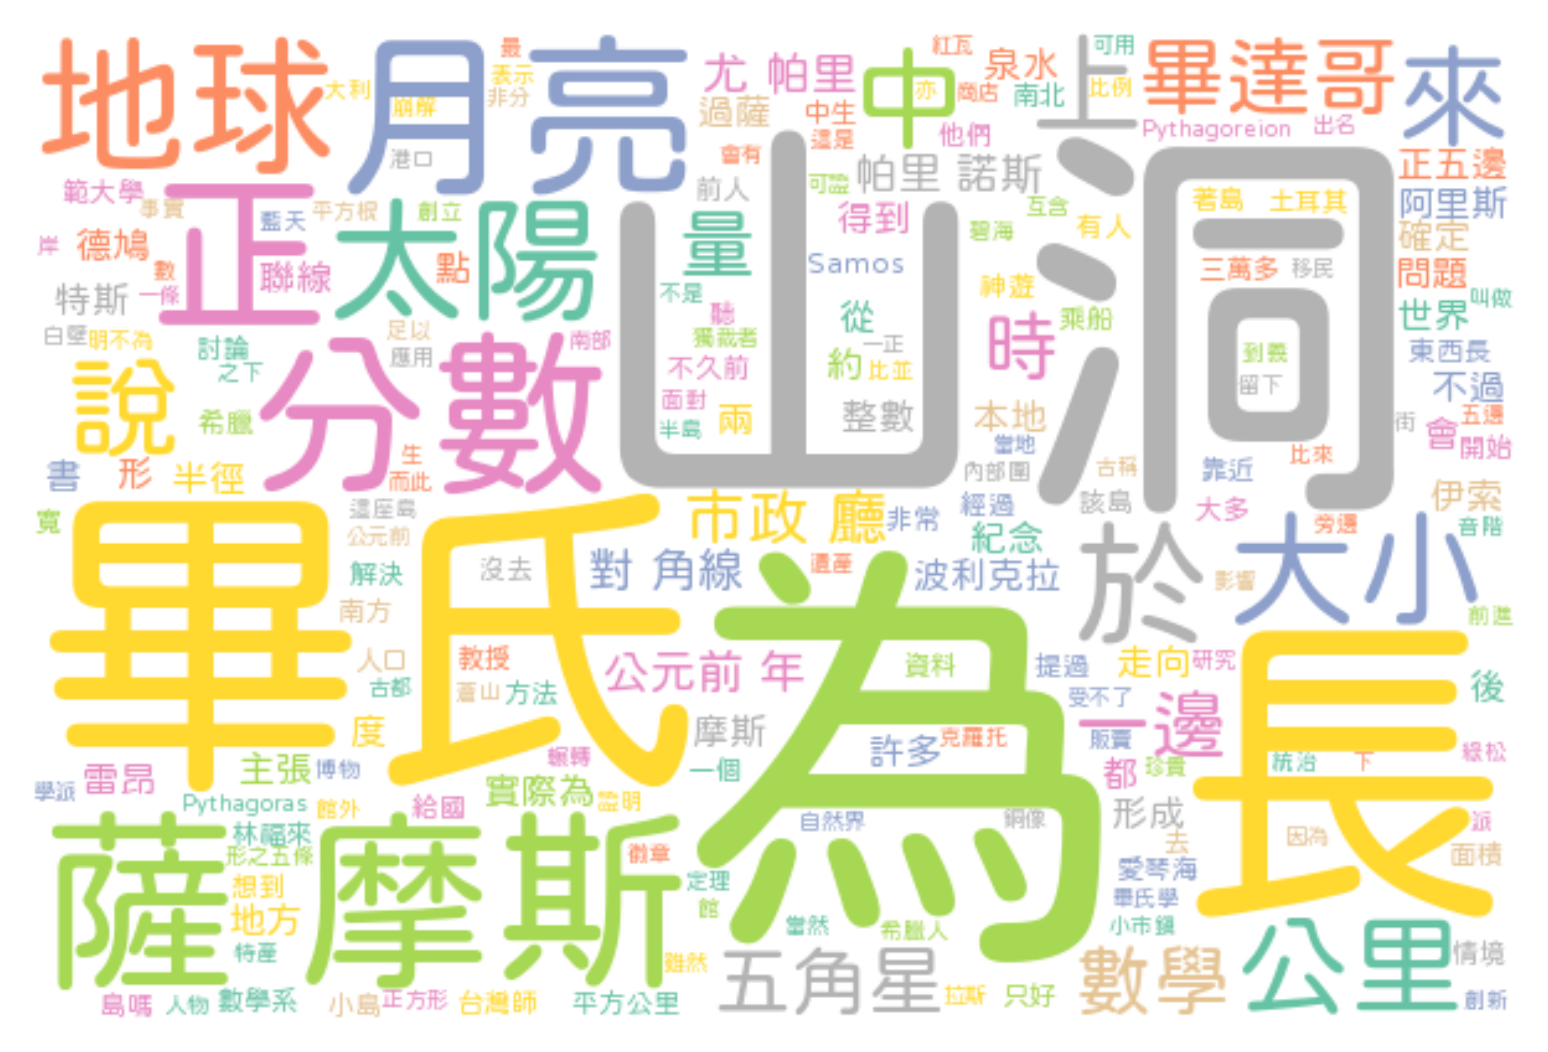 地球
月亮
大利
崩解
最
表示
非分
港口
尤 帕里
過薩
中
亦
中生
這是
商店
他們
紅瓦
泉水
南北
上
可用
比例
畢達哥
Pythagoreion
出名
來
範大學
事實
正
藍天
平方根
創立
太陽
量
會有
前人
可證
帕里 諾斯
得到
碧海
互含
有人
山洞
著島
土耳其
三萬多
移民
正五邊
阿里斯
確定
問題
岸
德鳩
數
一條
聯線
點
特斯
白壁
明不為
討論
之下
足以
應用
南部
不是
聽
獨裁者
不久前
面對
半島
兩
Samos
從
一正
約
比並
整數
神遊
乘船
時
本地
當地
到義
留下
世界
叫做
東西長
不過
街
五邊
會
開始
說
分數
希臘
書
形
半徑
生
而此
寬
這座島
公元前
市政 廳
非常
內部圍
經過
紀念
古稱
該島
靠近
比來
大多
伊索
旁邊
音階
畢氏
解決
南方
沒去
對 角線
遺產
波利克拉
於
影響
大小
前進
人口
古都
教授
蒼山
方法
公元前 年
為
資料
提過
走向
研究
受不了
販賣
一邊
長
後
度
摩斯
許多
克羅托
都
珍貴
統治
下
綠松
學派
雷昂
主張
博物
輾轉
一個
Pythagoras
館外
給國
實際為
證明
自然界
銅像
形成
去
因為
派
面積
薩摩斯
林福來
形之五條
想到
地方
特產
徽章
定理
館
當然
希臘人
愛琴海
畢氏學
小市鎮
雖然
五角星
數學
公里
情境
島嗎
人物
數學系
小島
正方形
台灣師
平方公里
拉斯
只好
創新